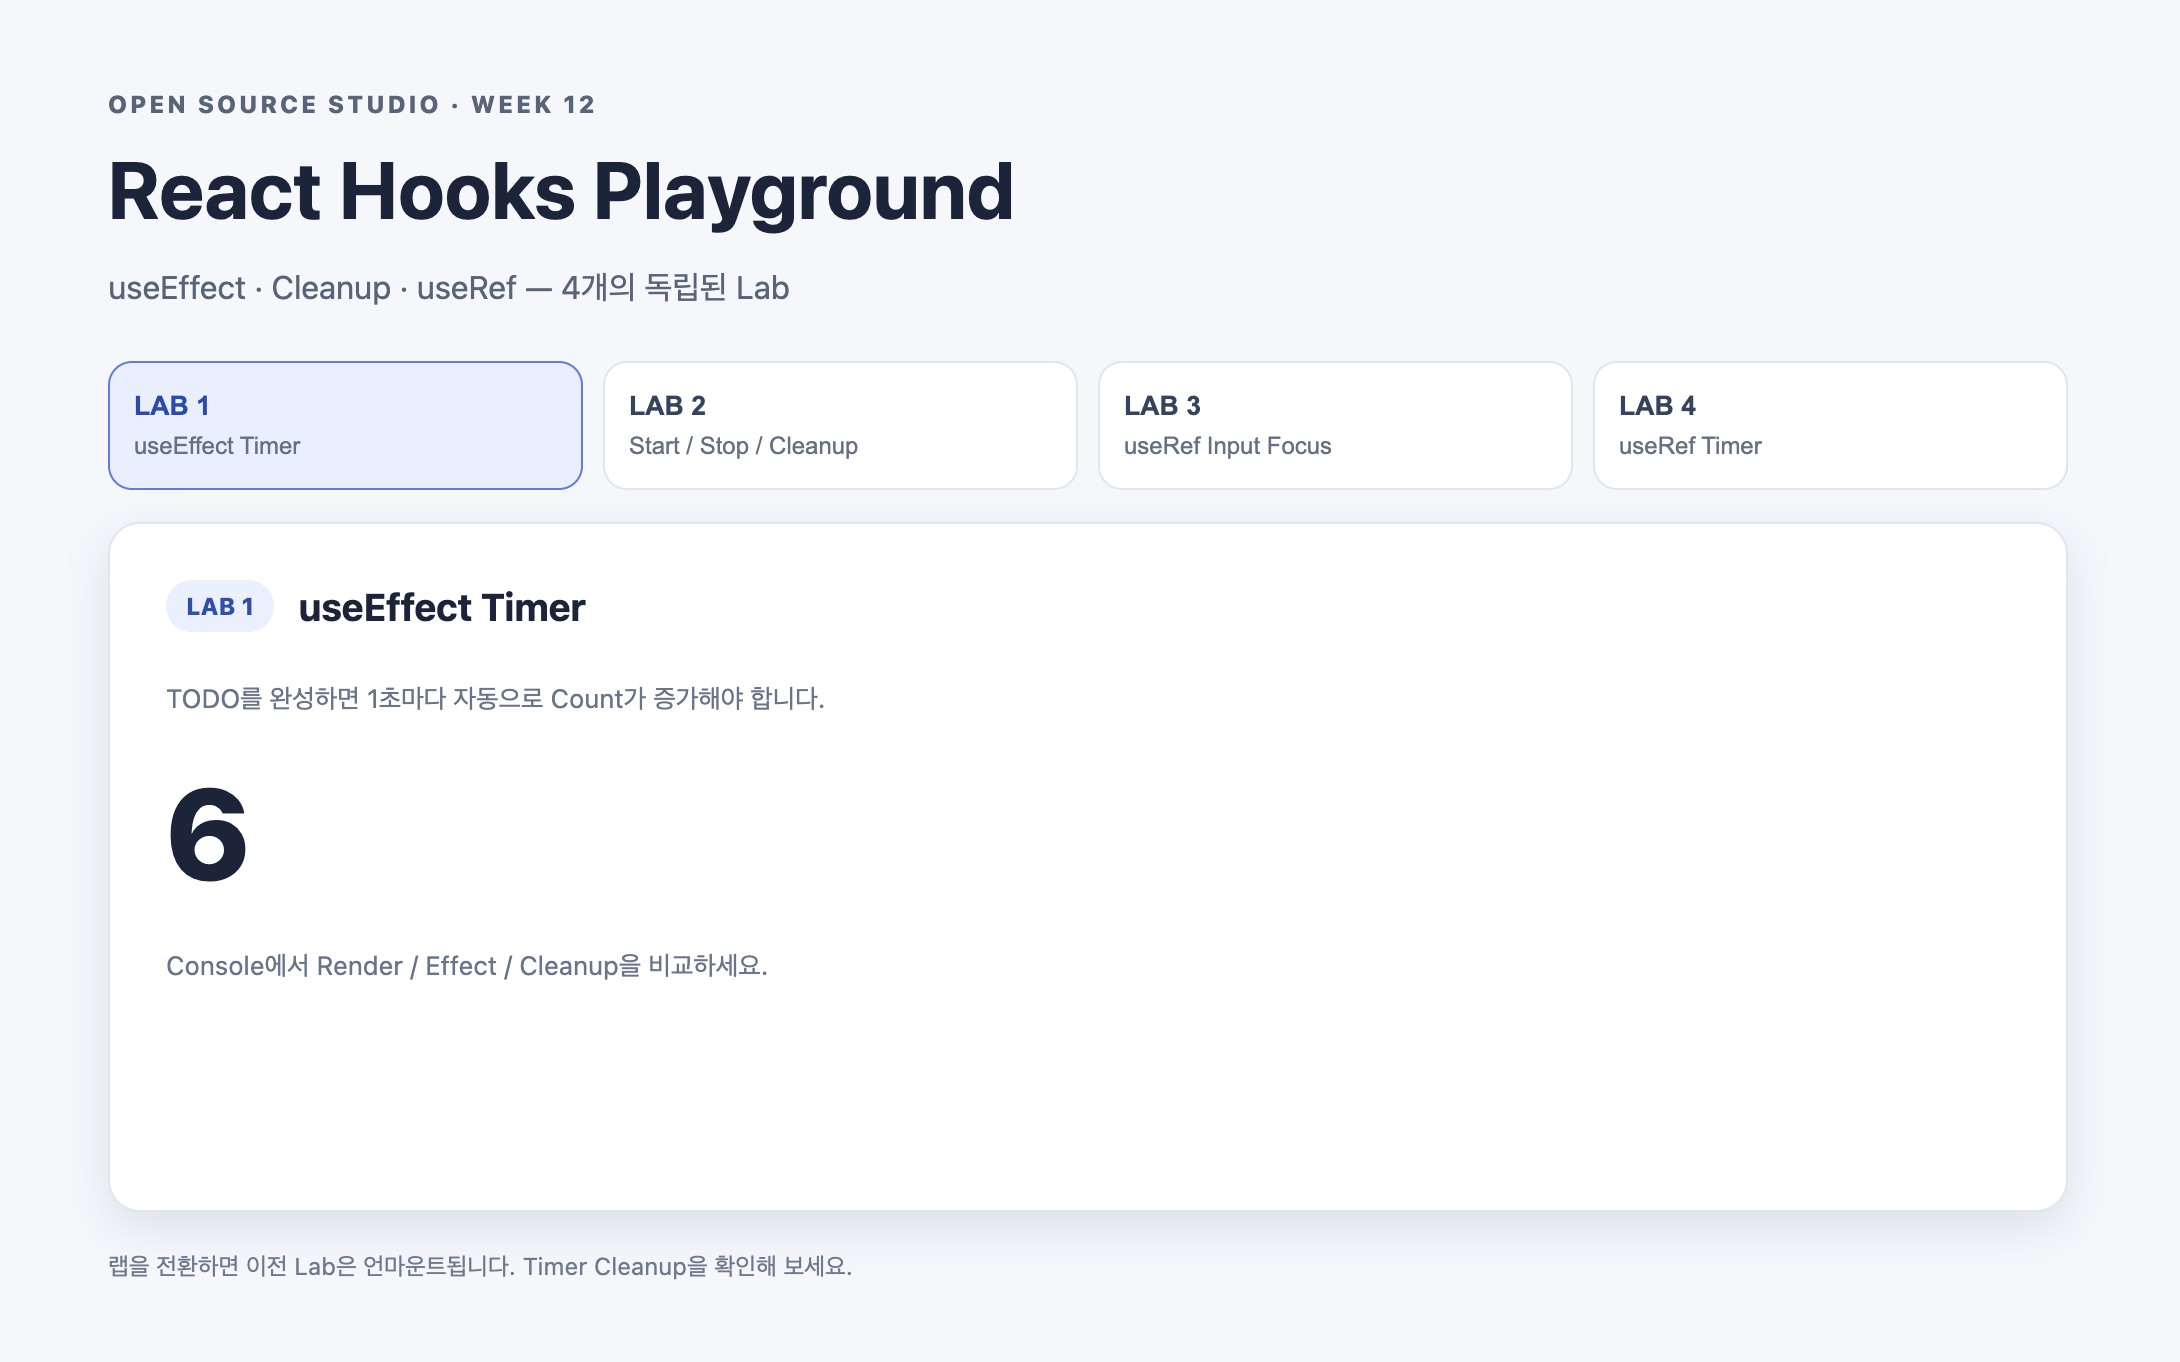 OPEN SOURCE STUDIO · WEEK 12
React Hooks Playground
useEffect · Cleanup · useRef — 4개의 독립된 Lab
LAB 1
useEffect Timer
LAB 2
Start / Stop / Cleanup
LAB 3
useRef Input Focus
LAB 4
useRef Timer
LAB 1 useEffect Timer
TODO를 완성하면 1초마다 자동으로 Count가 증가해야 합니다.
6
Console에서 Render / Effect / Cleanup을 비교하세요.
랩을 전환하면 이전 Lab은 언마운트됩니다. Timer Cleanup을 확인해 보세요.